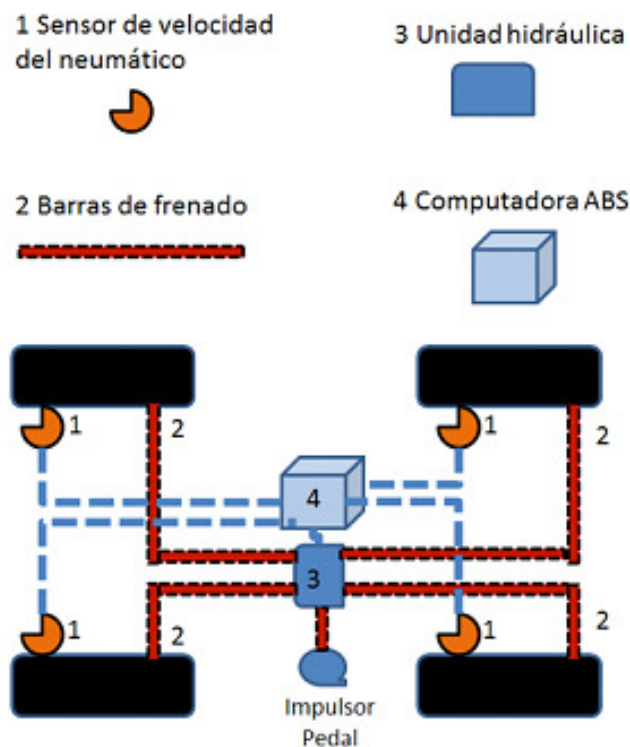 1 Sensor de velocidad
del neumático
3 Unidad hidráulica
2 Barras de frenado
4 Computadora ABS
1
2
1
2
4
3
1
2
1
2
Impulsor
Pedal